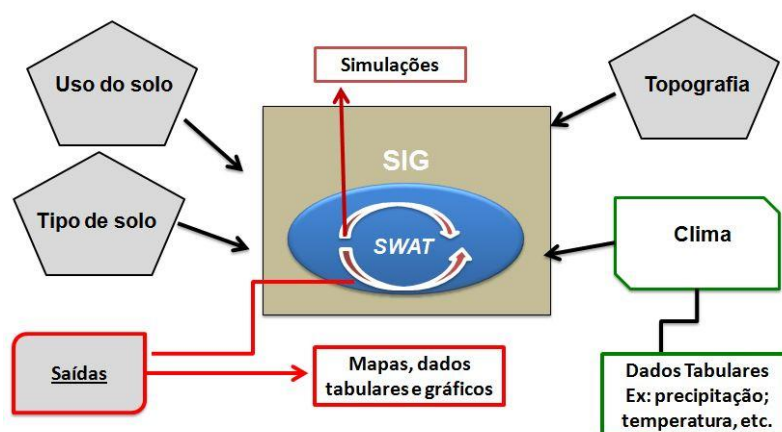 Simulações
Uso do solo
Topografia
SIG
Tipo de solo
SWAT
Clima
Saídas
Mapas, dados
tabulares e gráficos
Dados Tabulares
Ex: precipitação;
temperatura, etc.